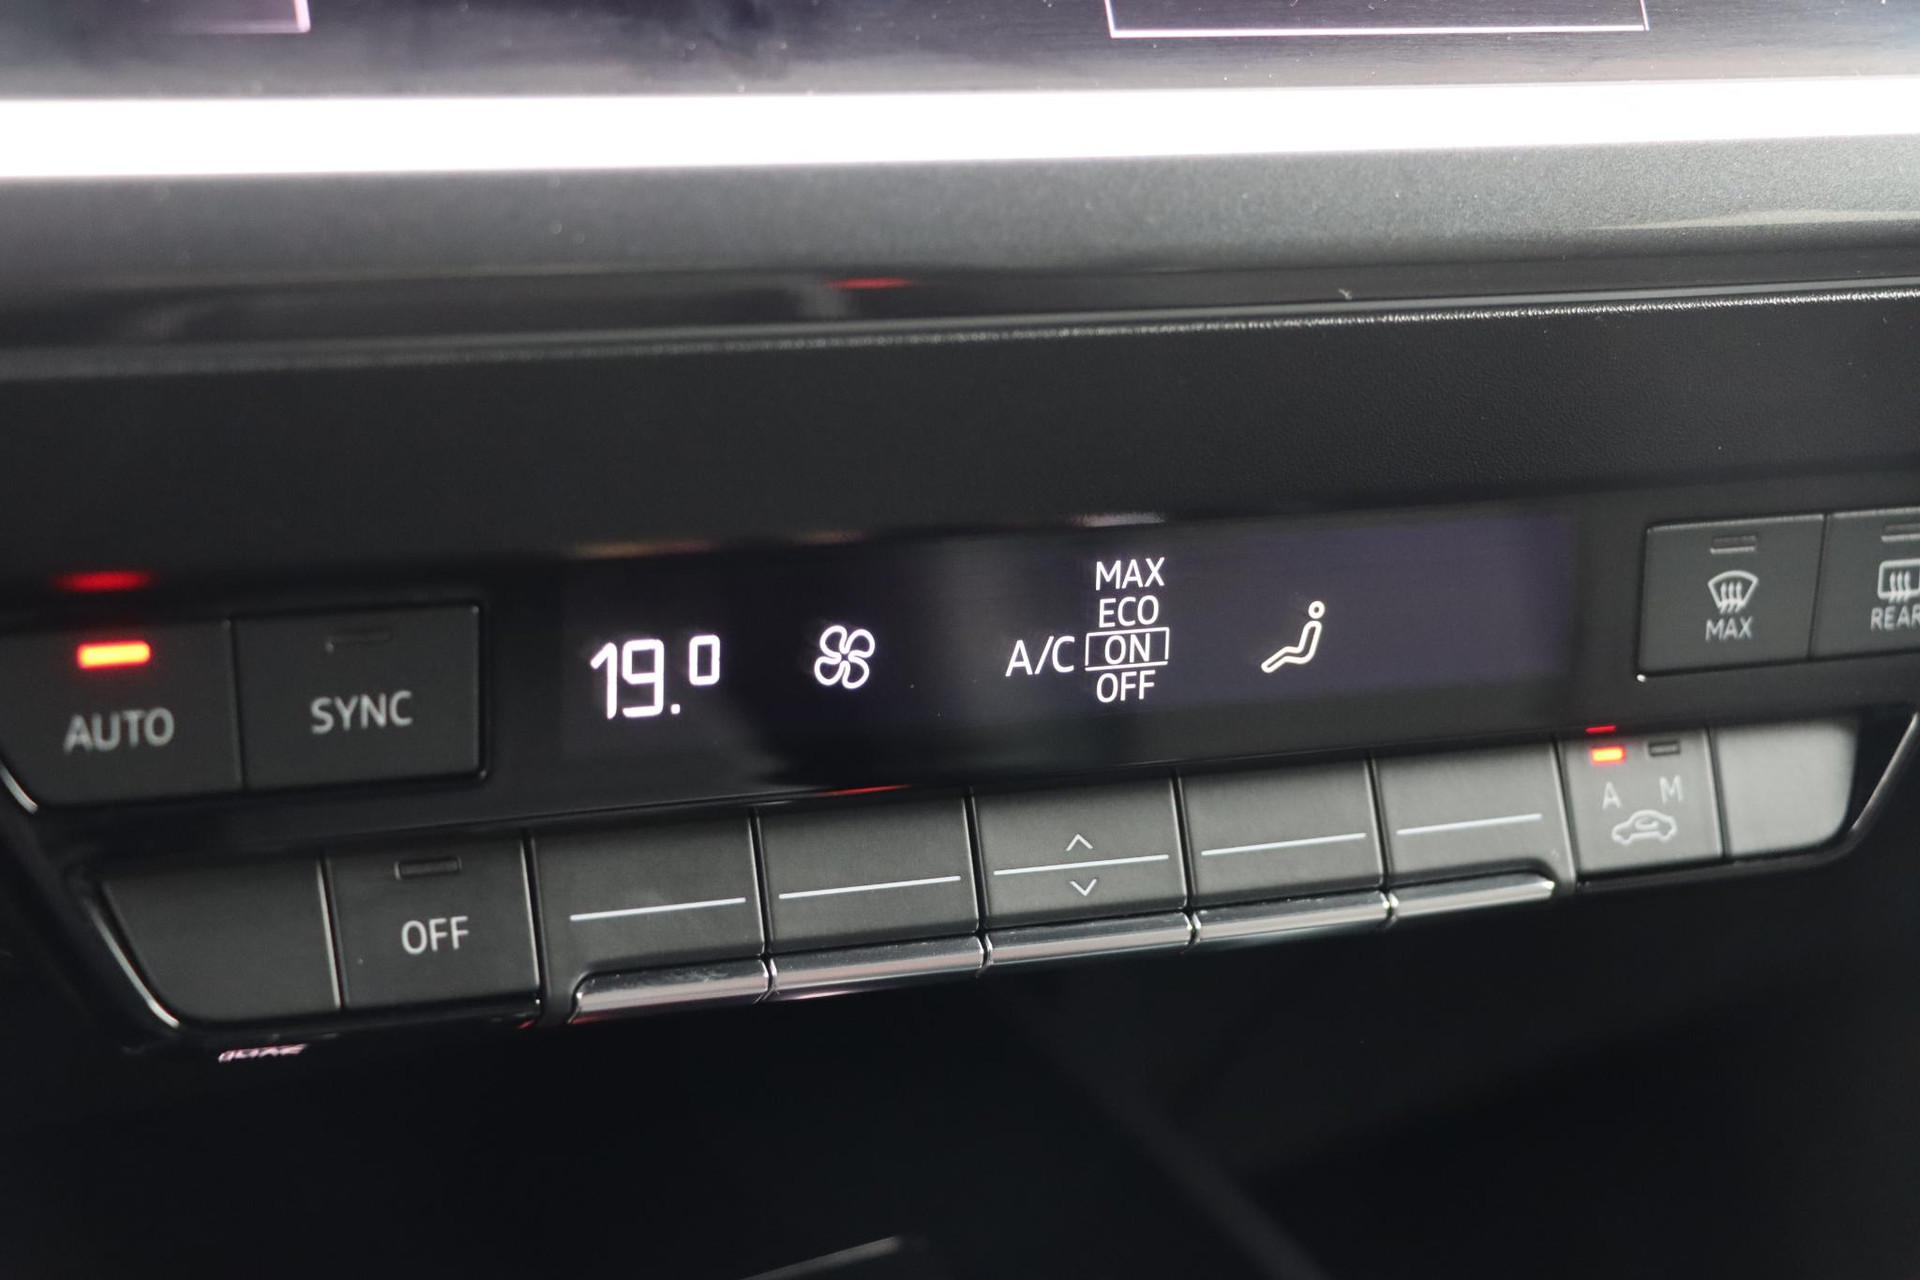 MAX
ECO
A/C ON
OFF
19.0
AUTO
SYNC
MAX
REAR
A M
OFF